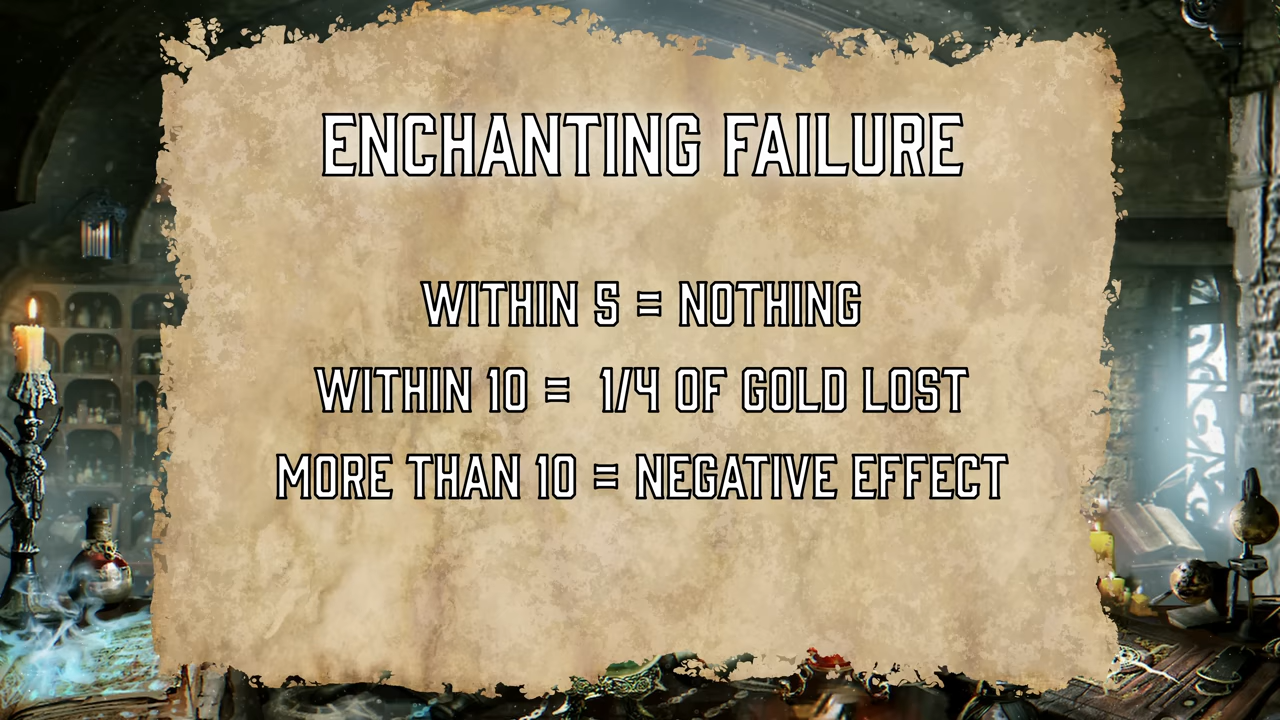 ENCHANTING FAILURE
WITHIN 5 = NOTHING
WITHIN 10 = 1/4 OF GOLD LOST
MORE THAN 10 = NEGATIVE EFFECT